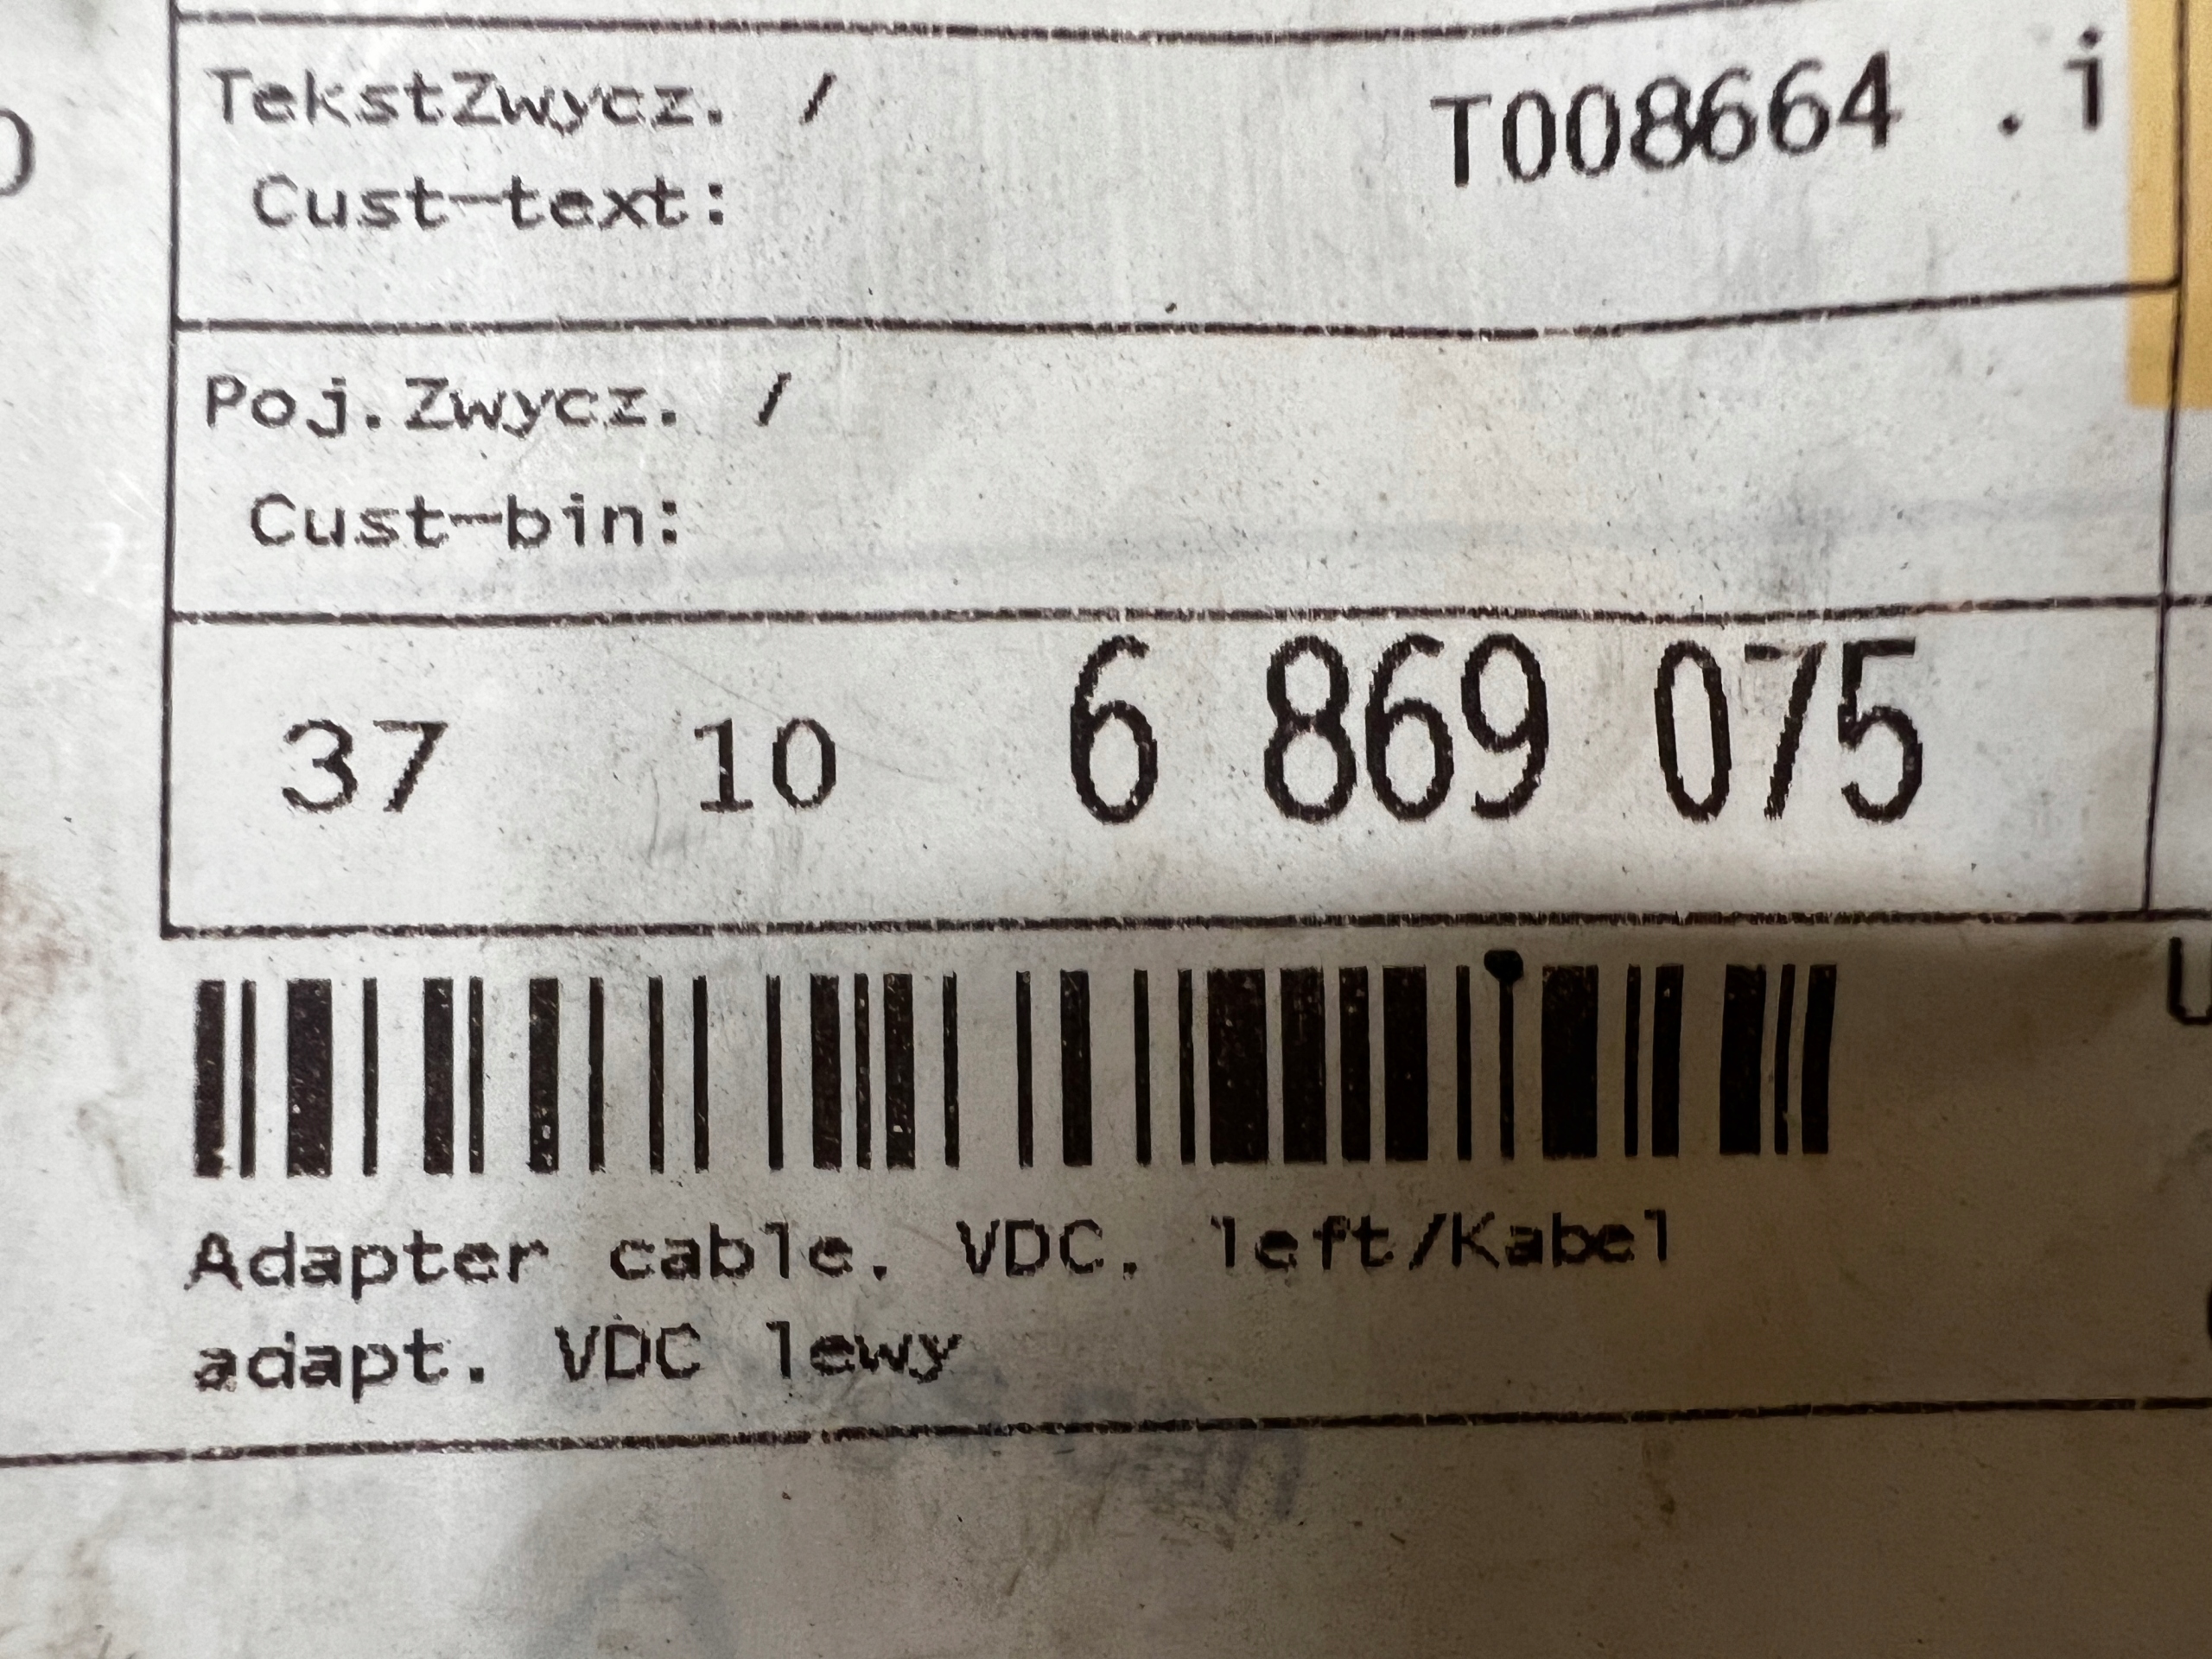 TekstZwycz. / T008664 .i
Cust-text:
Poj.Zwycz. /
Cust-bin:
37 10 6 869 075
Adapter cable. VDC. left/Kabel
adapt. VDC lewy